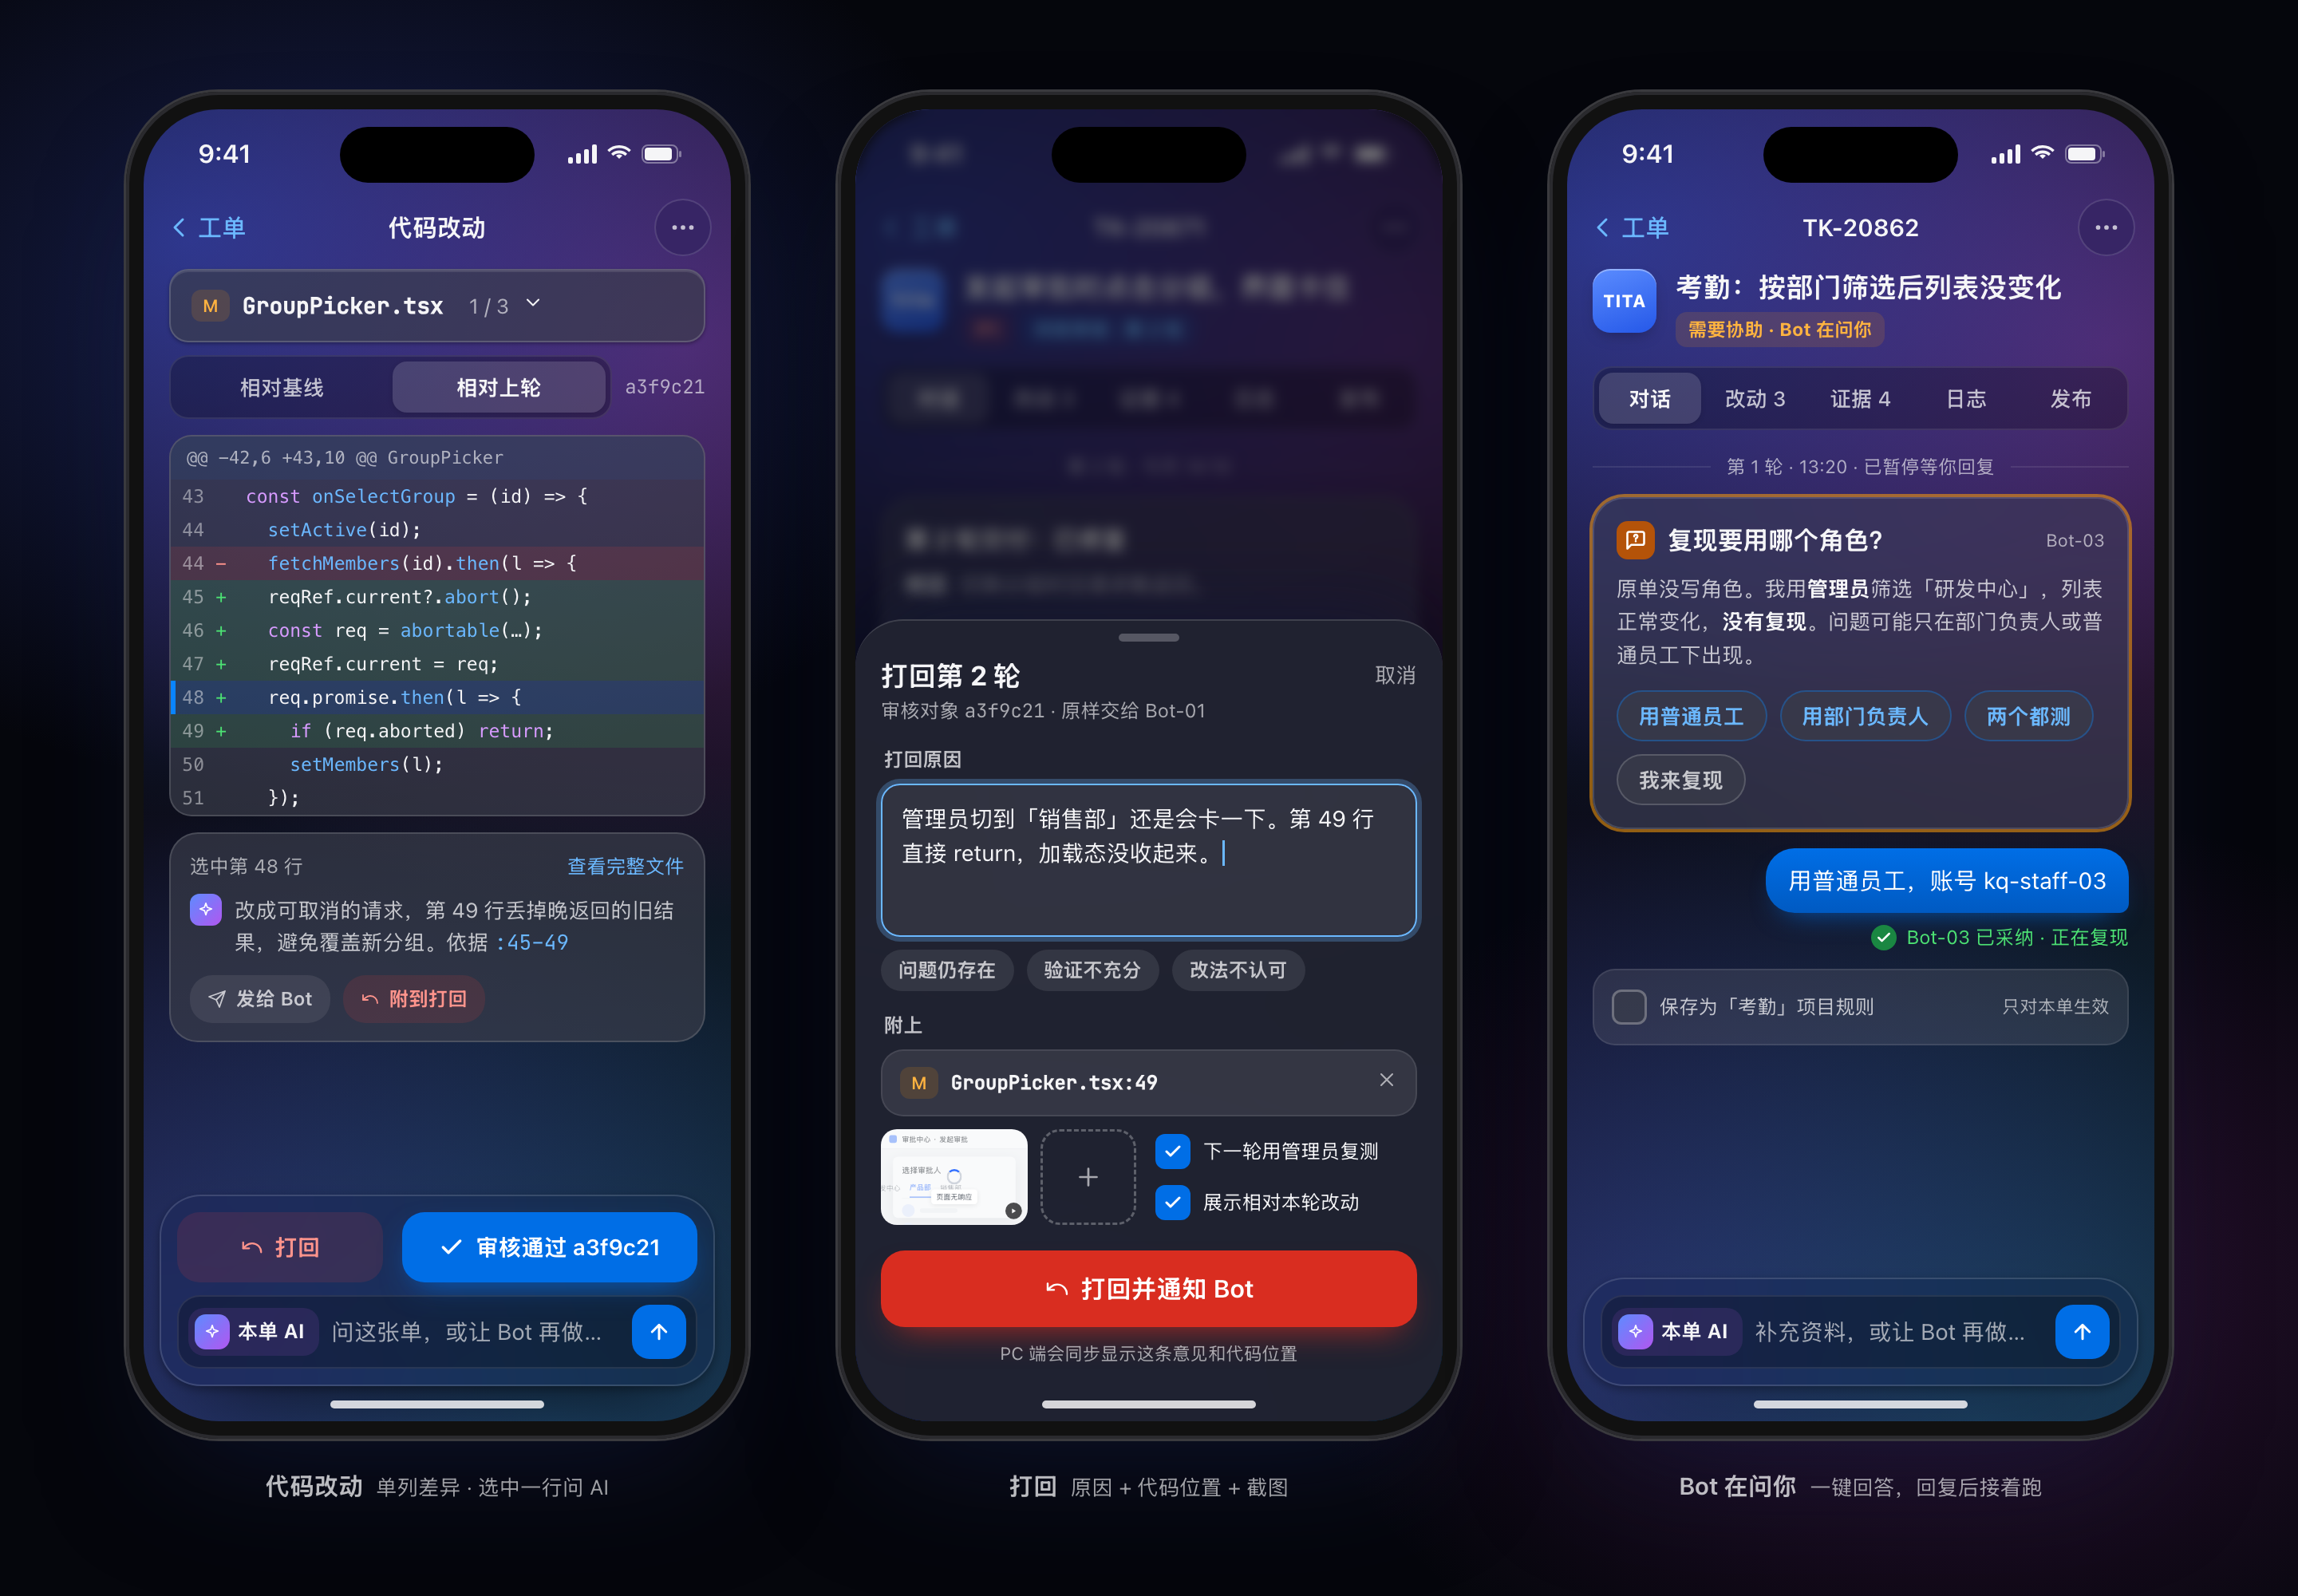 9:41
工单
代码改动
M GroupPicker.tsx 1 / 3
相对基线 相对上轮 a3f9c21
@@ −42,6 +43,10 @@ GroupPicker
43 const onSelectGroup = (id) => {
44 setActive(id);
44 − fetchMembers(id).then(l => {
45 + reqRef.current?.abort();
46 + const req = abortable(…);
47 + reqRef.current = req;
48 + req.promise.then(l => {
49 + if (req.aborted) return;
50 setMembers(l);
51 });
选中第 48 行 查看完整文件
改成可取消的请求，第 49 行丢掉晚返回的旧结
果，避免覆盖新分组。依据 :45–49
发给 Bot 附到打回
打回 审核通过 a3f9c21
本单 AI 问这张单，或让 Bot 再做…
代码改动 单列差异 · 选中一行问 AI
打回第 2 轮 取消
审核对象 a3f9c21 · 原样交给 Bot-01
打回原因
管理员切到「销售部」还是会卡一下。第 49 行
直接 return，加载态没收起来。
问题仍存在 验证不充分 改法不认可
附上
M GroupPicker.tsx:49
审批中心 · 发起审批
选择审批人
产品部
页面无响应
下一轮用管理员复测
展示相对本轮改动
打回并通知 Bot
PC 端会同步显示这条意见和代码位置
打回 原因 + 代码位置 + 截图
9:41
工单
TK-20862
TITA
考勤：按部门筛选后列表没变化
需要协助 · Bot 在问你
对话 改动 3 证据 4 日志 发布
第 1 轮 · 13:20 · 已暂停等你回复
复现要用哪个角色? Bot-03
原单没写角色。我用管理员筛选「研发中心」，列表
正常变化，没有复现。问题可能只在部门负责人或普
通员工下出现。
用普通员工 用部门负责人 两个都测
我来复现
用普通员工，账号 kq-staff-03
Bot-03 已采纳 · 正在复现
保存为「考勤」项目规则 只对本单生效
本单 AI 补充资料，或让 Bot 再做…
Bot 在问你 一键回答，回复后接着跑